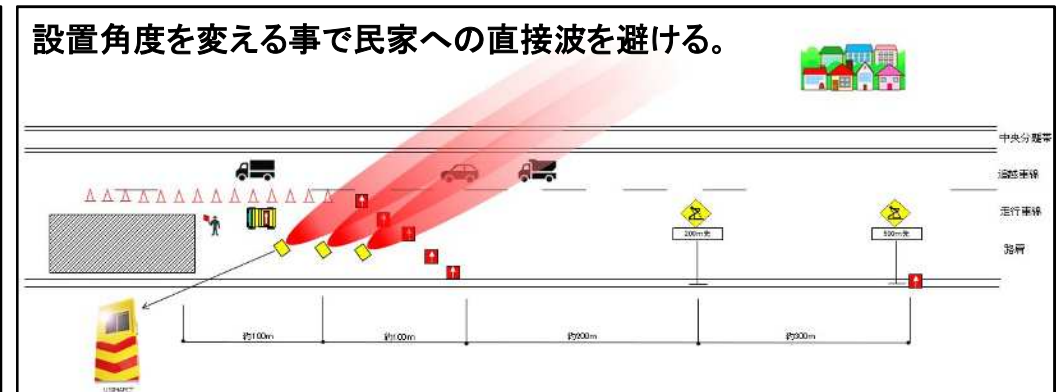 設置角度を変える事で民家への直接波を避ける。
中央分離帯
追越車線
走行車線
200m先
路肩
約100m
約100m
約200m
約300m